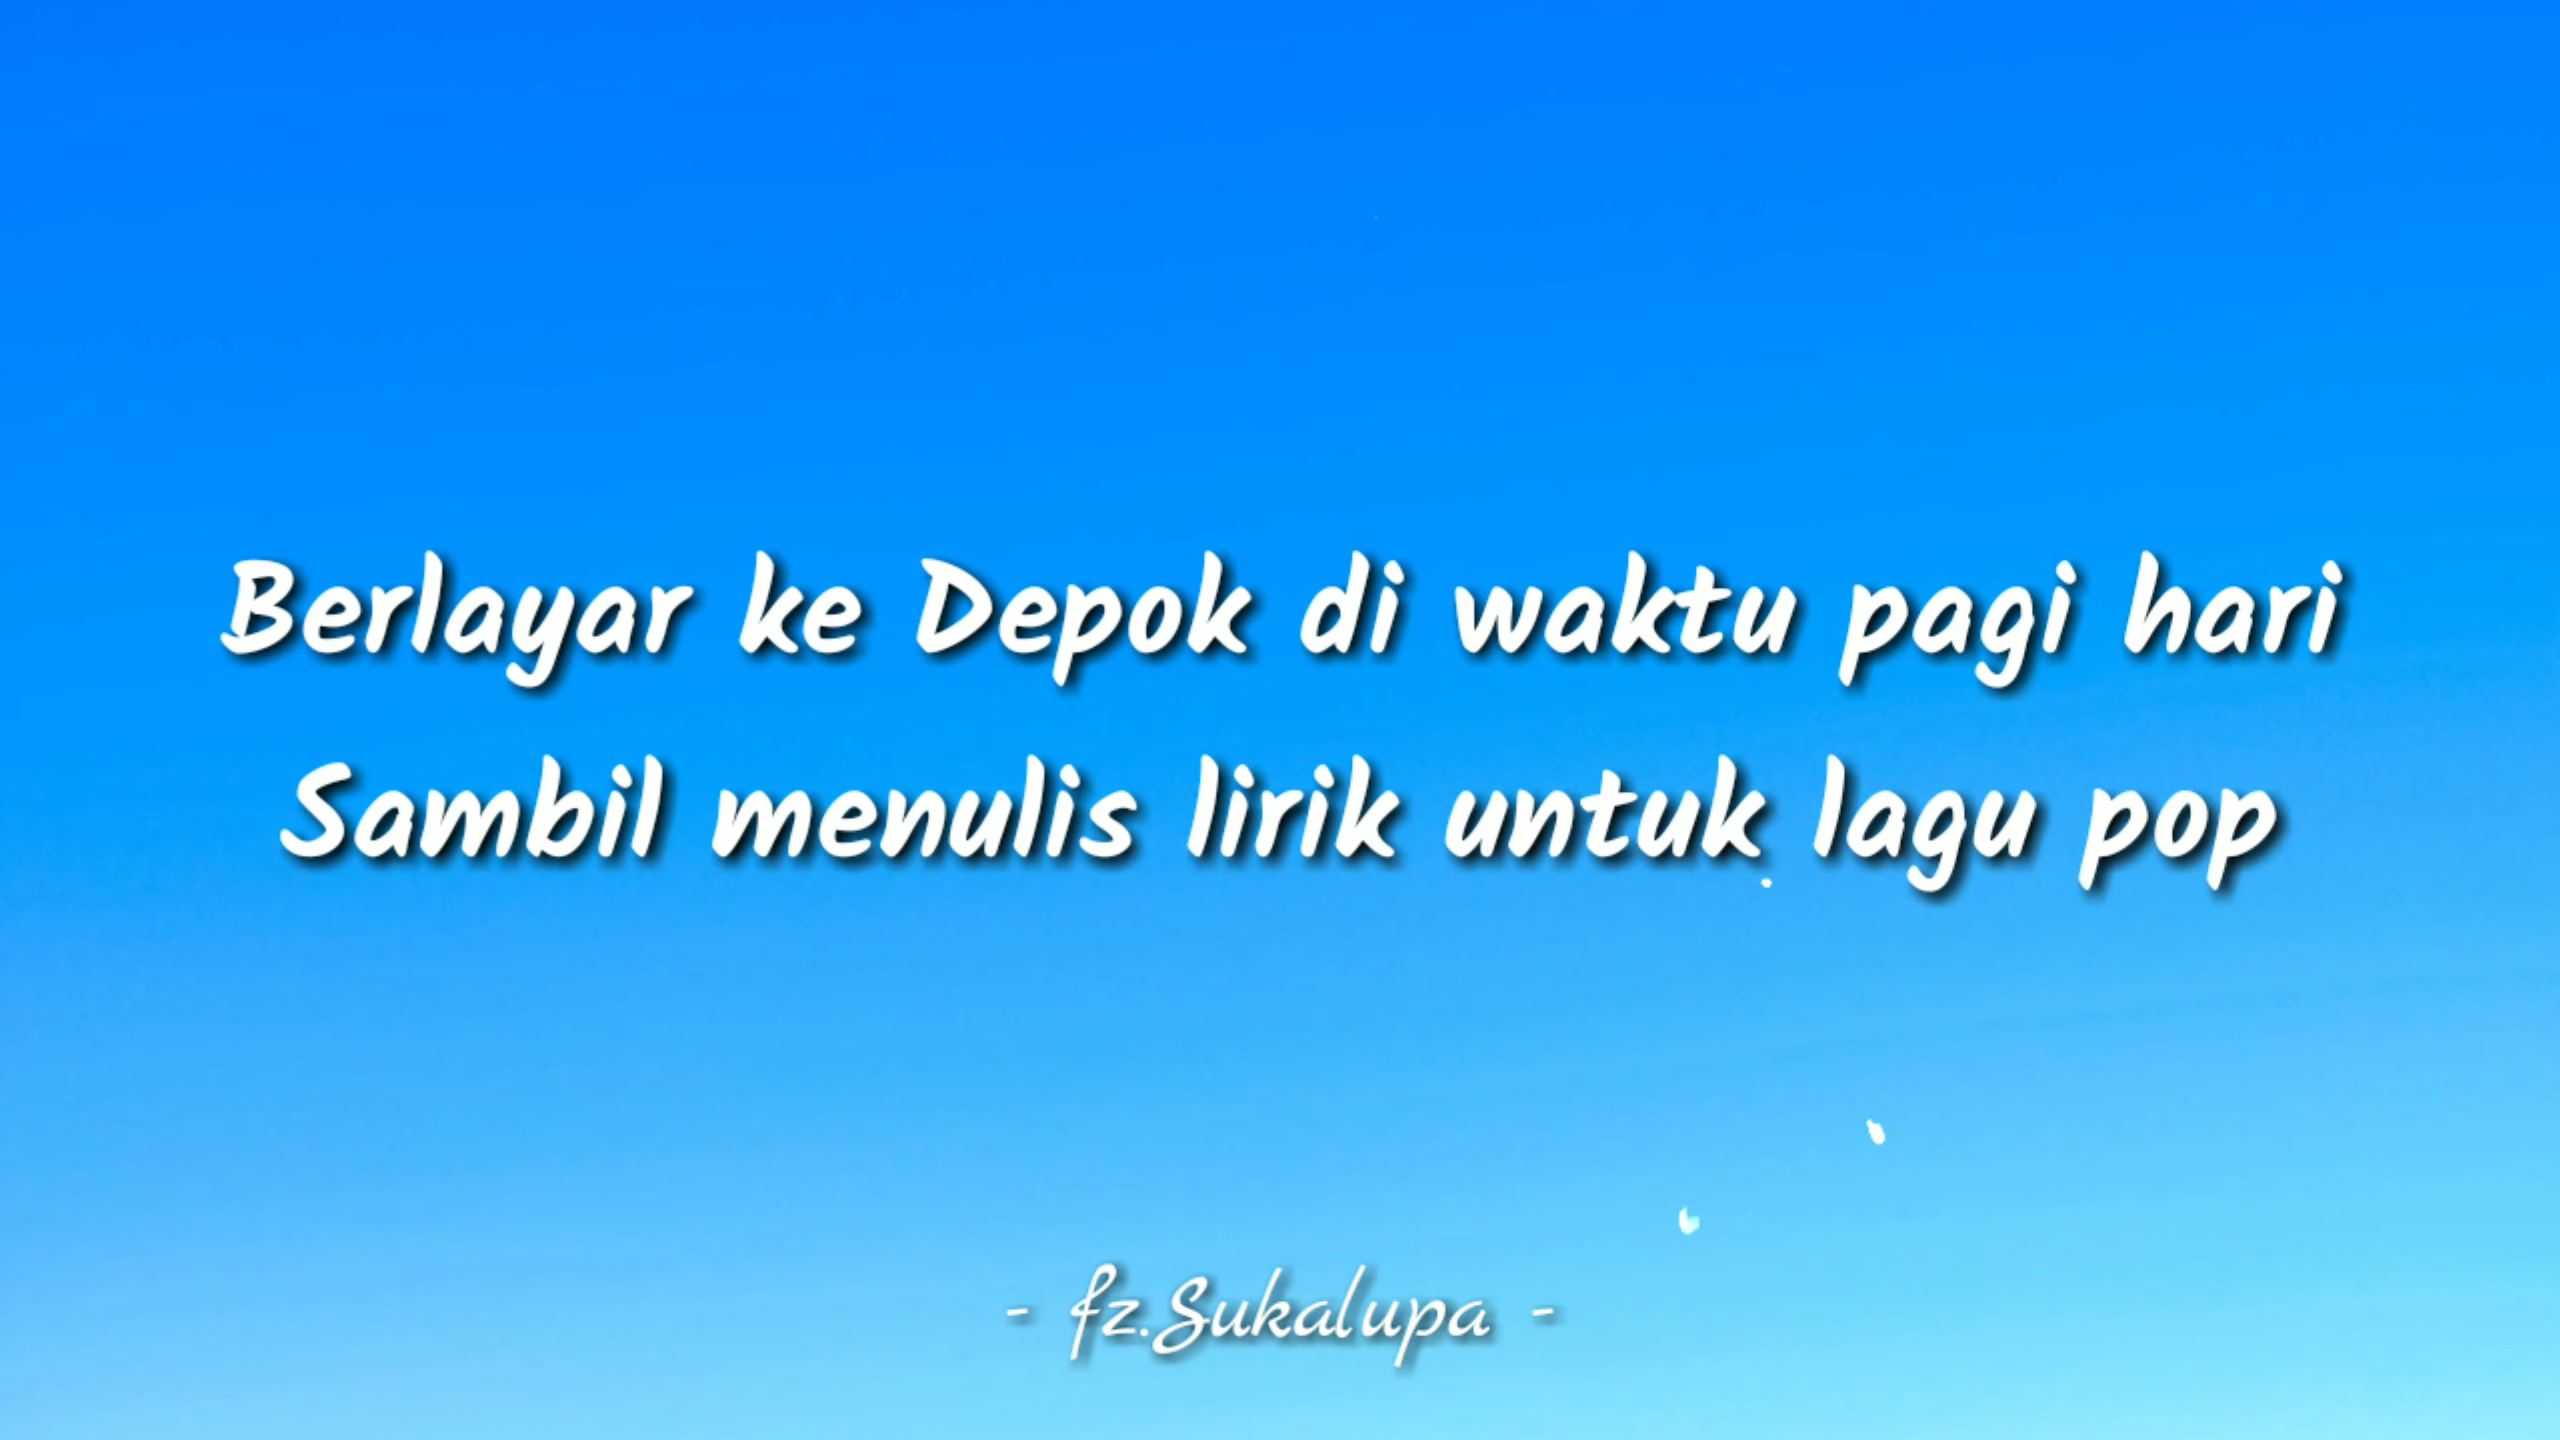 Berlayar ke Depok di waktu pagi hari
Sambil menulis lirik untuk lagu pop
- fz.Sukalupa -